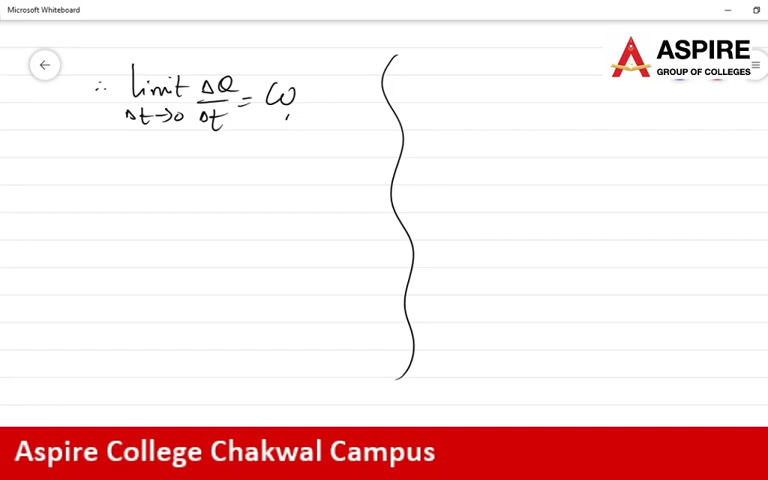 Microsoft Whiteboard
ASPIRE
GROUP OF COLLEGES
∴ limit Δθ/Δt = ω
Δt→0
Aspire College Chakwal Campus